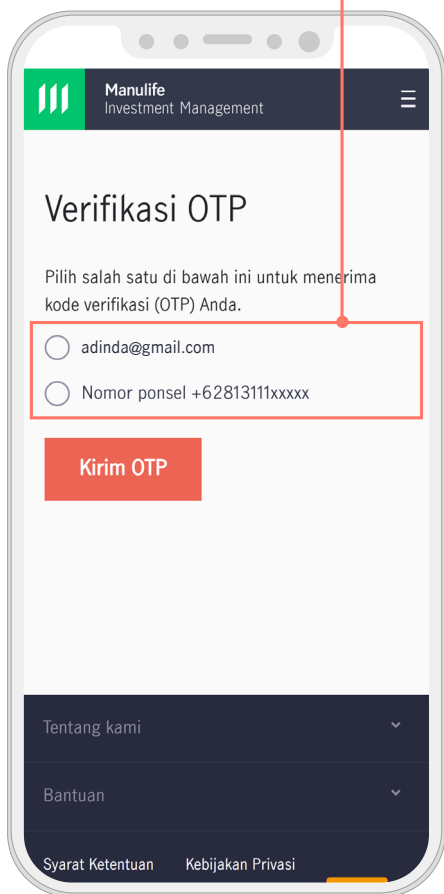 Manulife
Investment Management
Verifikasi OTP
Pilih salah satu di bawah ini untuk menerima
kode verifikasi (OTP) Anda.
adinda@gmail.com
Nomor ponsel +62813111xxxxx
Kirim OTP
Tentang kami
Bantuan
Syarat Ketentuan Kebijakan Privasi